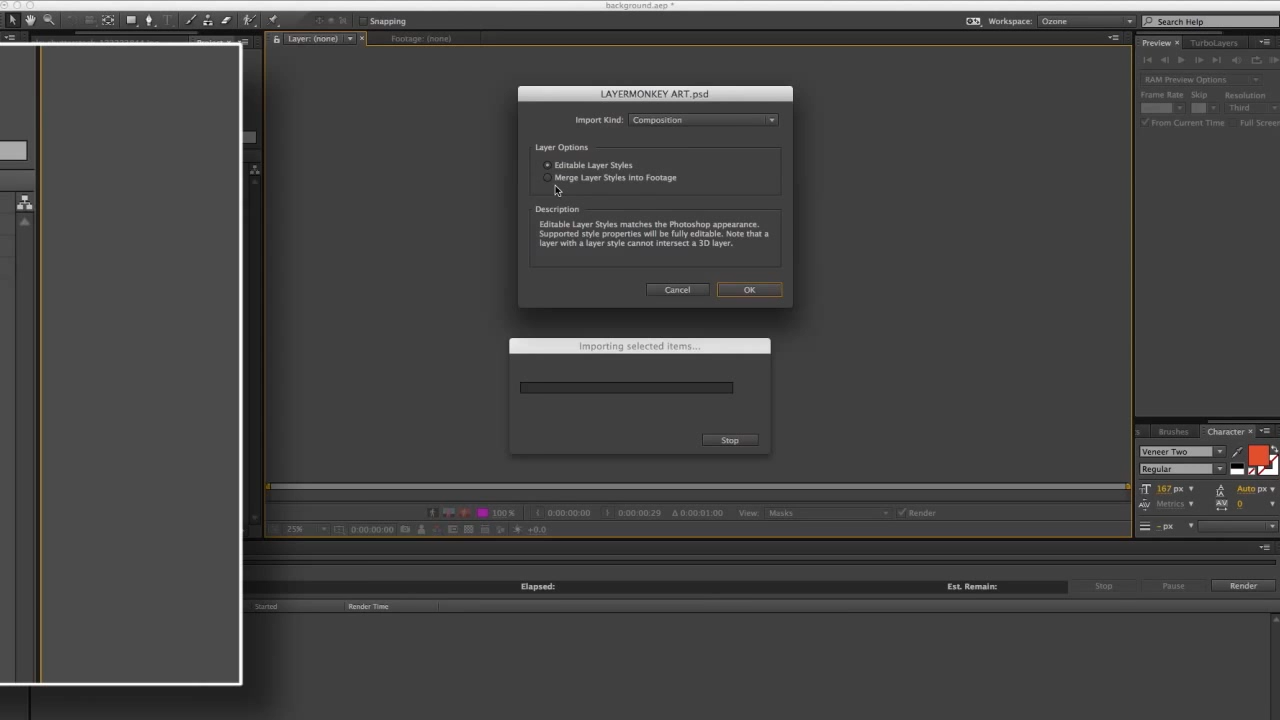 background.aep *
Snapping
Workspace: Ozone
Search Help
Layer: (none)
Footage: (none)
Preview
TurboLayers
RAM Preview Options
Frame Rate Skip Resolution
Third
From Current Time Full Screen
LAYERMONKEY ART.psd
Import Kind: Composition
Layer Options
Editable Layer Styles
Merge Layer Styles into Footage
Description
Editable Layer Styles matches the Photoshop appearance.
Supported style properties will be fully editable. Note that a
layer with a layer style cannot intersect a 3D layer.
Cancel
OK
Importing selected items...
Stop
Brushes
Character
Veneer Two
Regular
167 px
Auto px
Metrics
0
- px
100 %
0:00:00:00
0:00:00:29
Δ 0:00:01:00
View: Masks
Render
25%
0:00:00:00
+0.0
Elapsed:
Est. Remain:
Stop
Pause
Render
Started
Render Time